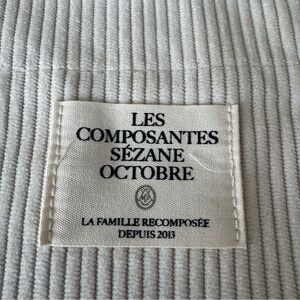 LES
COMPOSANTES
SÉZANE
OCTOBRE
LA FAMILLE RECOMPOSÉE
DEPUIS 2013